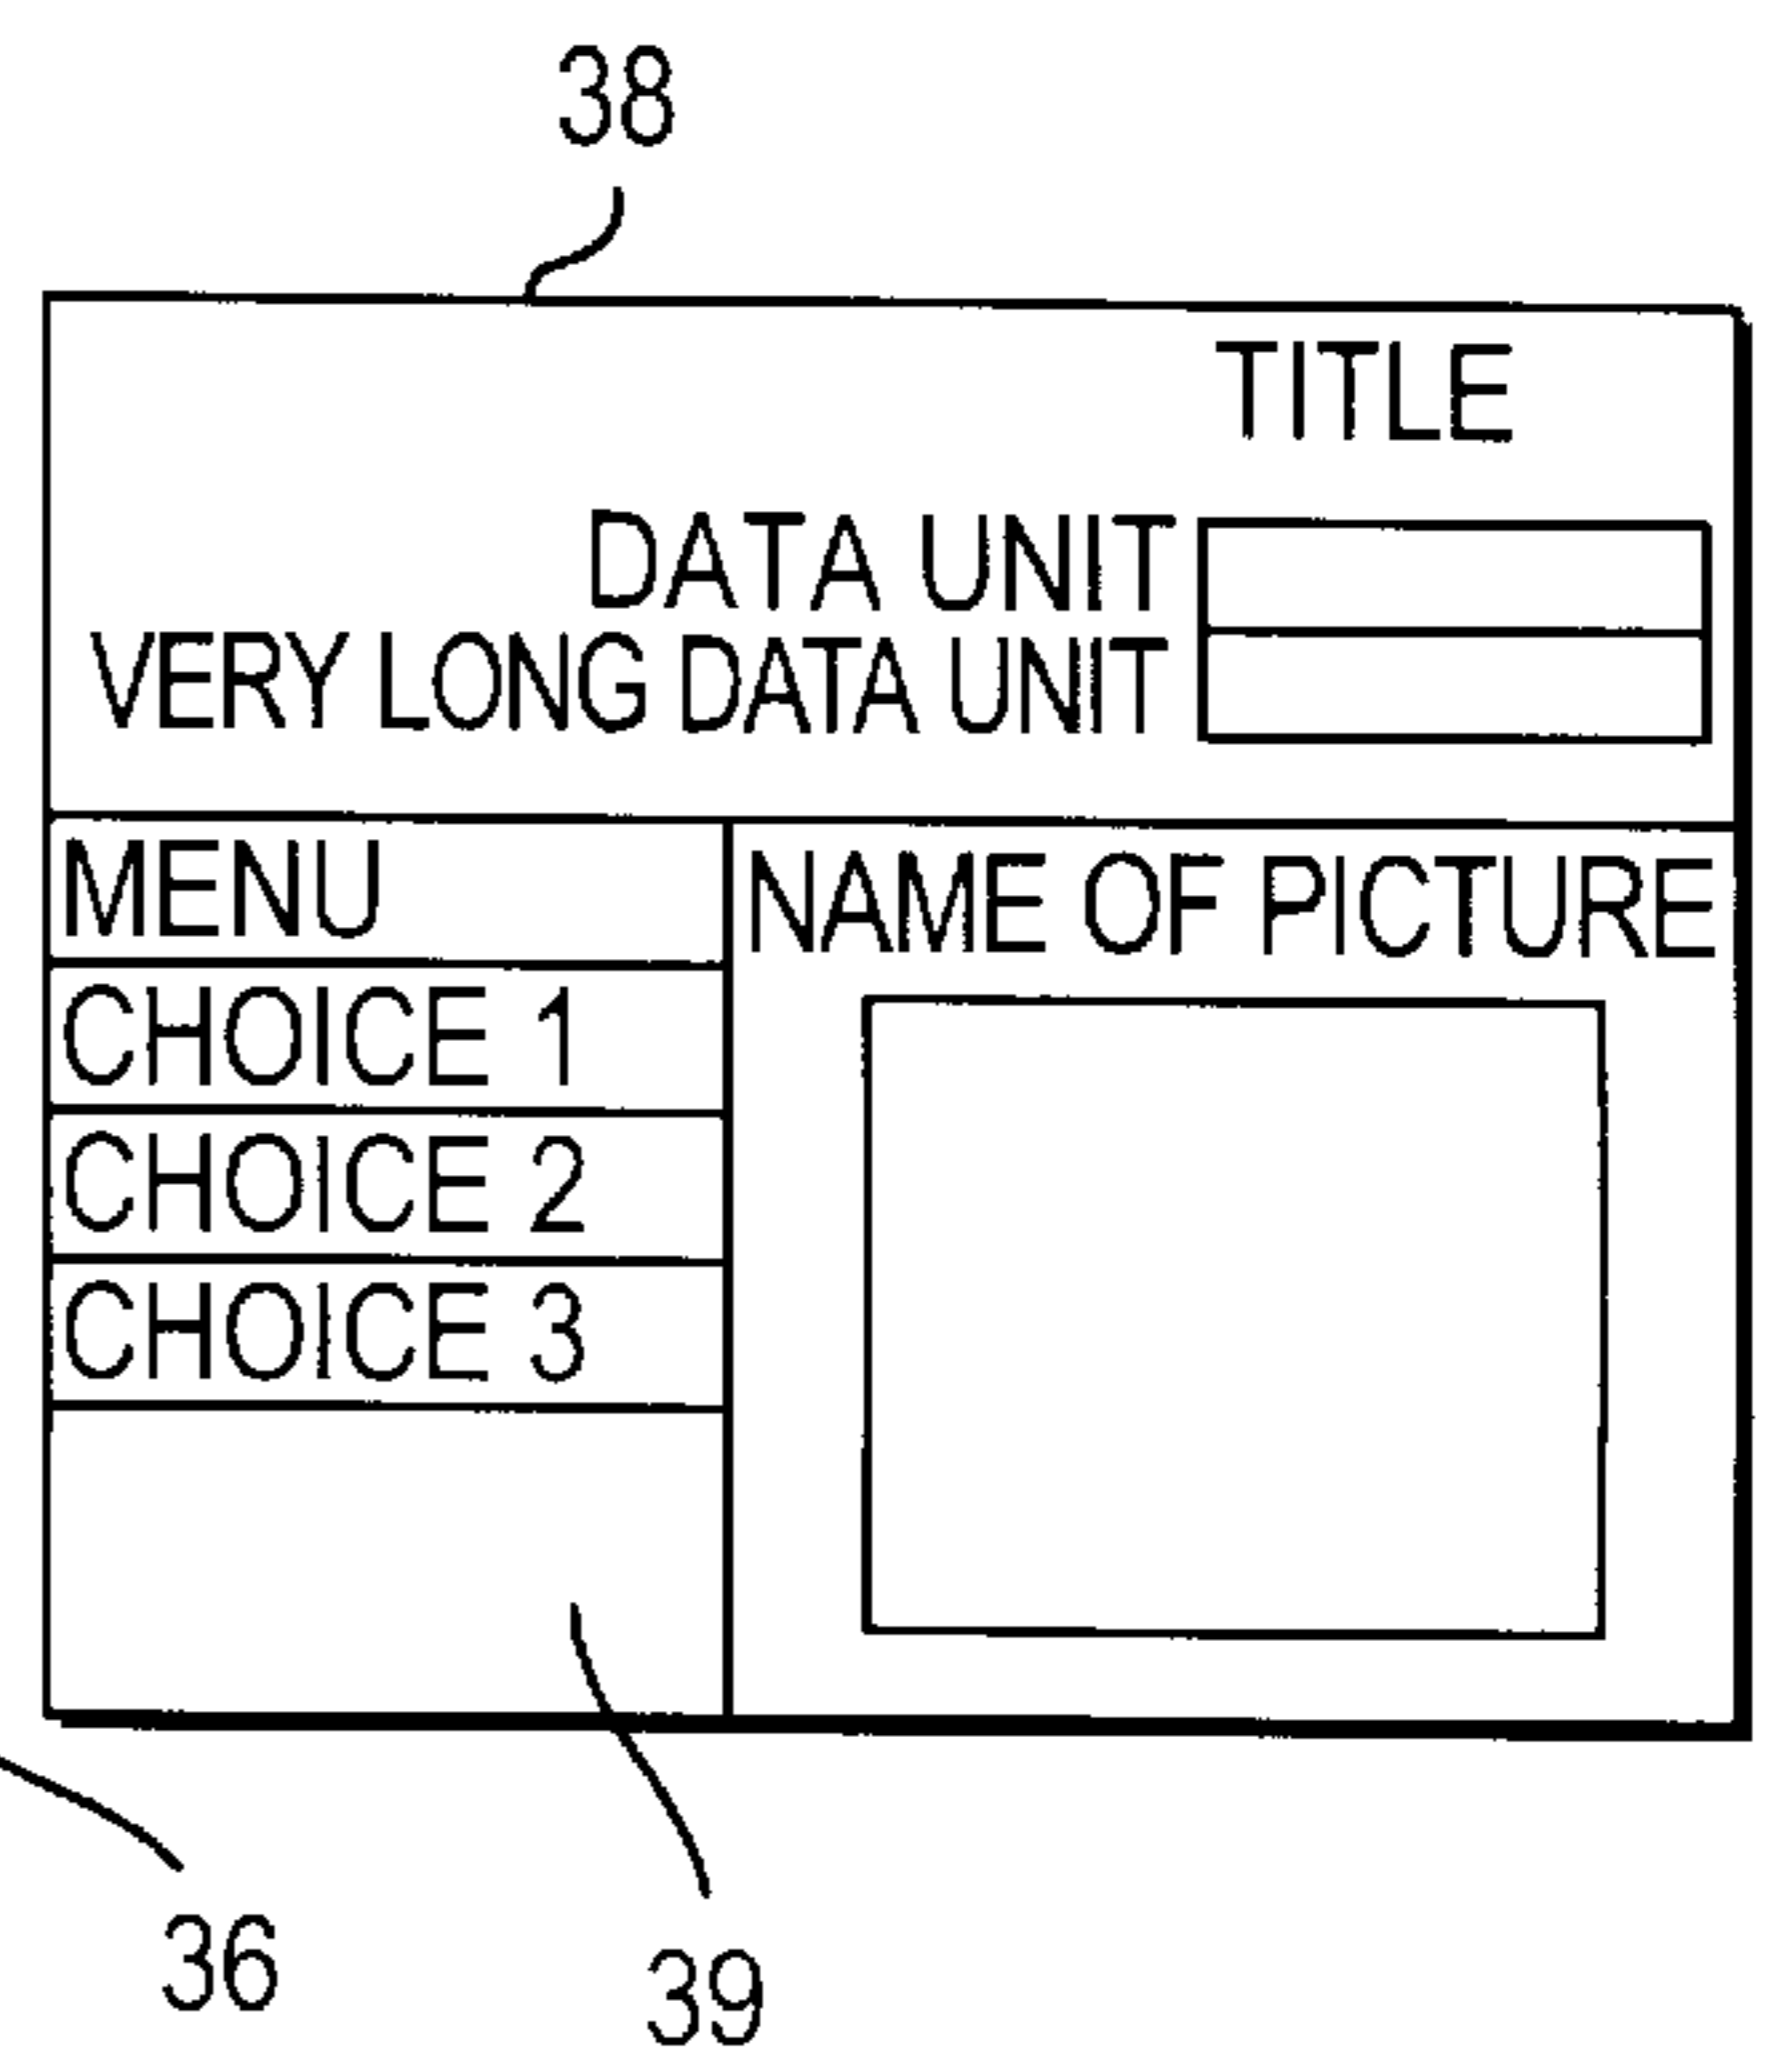 38
TITLE
DATA UNIT
VERY LONG DATA UNIT
MENU
NAME OF PICTURE
CHOICE 1
CHOICE 2
CHOICE 3
36
39